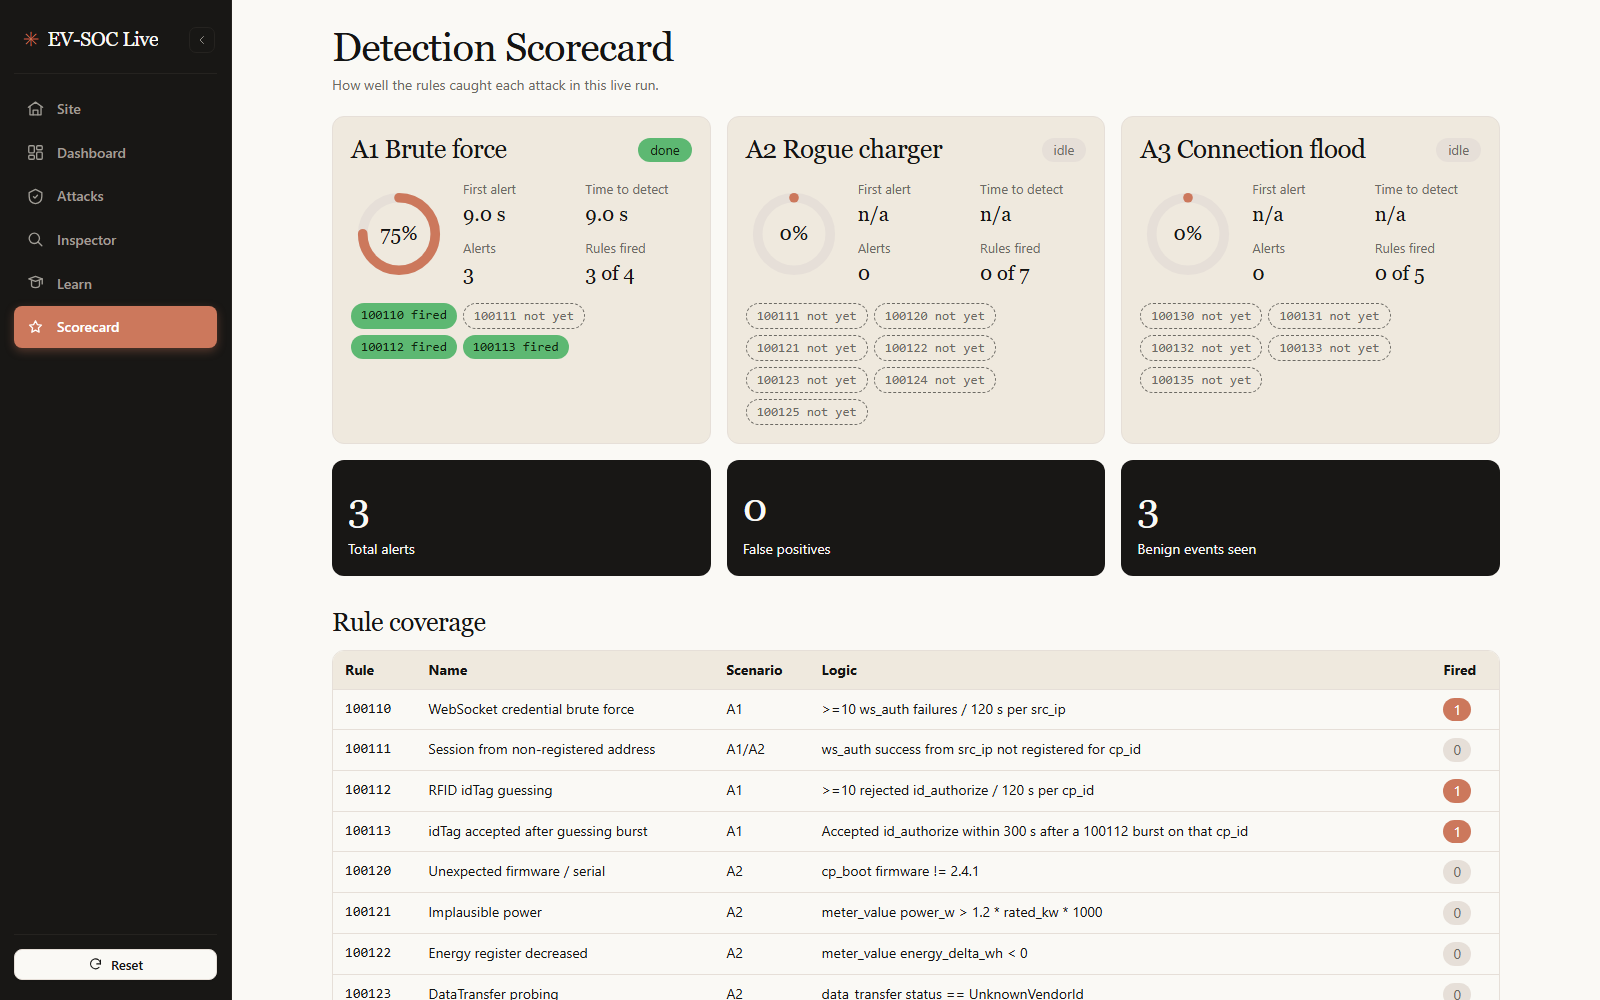 EV-SOC Live
Site
Dashboard
Attacks
Inspector
Learn
Scorecard
Reset
Detection Scorecard
How well the rules caught each attack in this live run.
A1 Brute force
done
75%
First alert
9.0 s
Time to detect
9.0 s
Alerts
3
Rules fired
3 of 4
100110 fired
100111 not yet
100112 fired
100113 fired
A2 Rogue charger
idle
0%
First alert
n/a
Time to detect
n/a
Alerts
0
Rules fired
0 of 7
100111 not yet
100120 not yet
100121 not yet
100122 not yet
100123 not yet
100124 not yet
100125 not yet
A3 Connection flood
idle
0%
First alert
n/a
Time to detect
n/a
Alerts
0
Rules fired
0 of 5
100130 not yet
100131 not yet
100132 not yet
100133 not yet
100135 not yet
3
Total alerts
0
False positives
3
Benign events seen
Rule coverage
Rule Name Scenario Logic Fired
100110 WebSocket credential brute force A1 >=10 ws_auth failures / 120 s per src_ip 1
100111 Session from non-registered address A1/A2 ws_auth success from src_ip not registered for cp_id 0
100112 RFID idTag guessing A1 >=10 rejected id_authorize / 120 s per cp_id 1
100113 idTag accepted after guessing burst A1 Accepted id_authorize within 300 s after a 100112 burst on that cp_id 1
100120 Unexpected firmware / serial A2 cp_boot firmware != 2.4.1 0
100121 Implausible power A2 meter_value power_w > 1.2 * rated_kw * 1000 0
100122 Energy register decreased A2 meter_value energy_delta_wh < 0 0
100123 DataTransfer probing A2 data_transfer status == UnknownVendorId 0